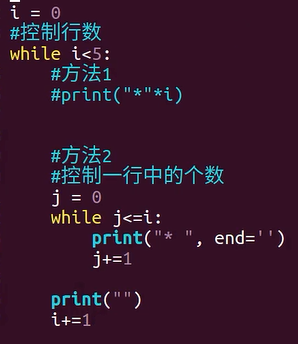 i = 0
#控制行数
while i<5:
    #方法1
    #print("*"*i)
    #方法2
    #控制一行中的个数
    j = 0
    while j<=i:
        print("* ", end='')
        j+=1
    print("")
    i+=1